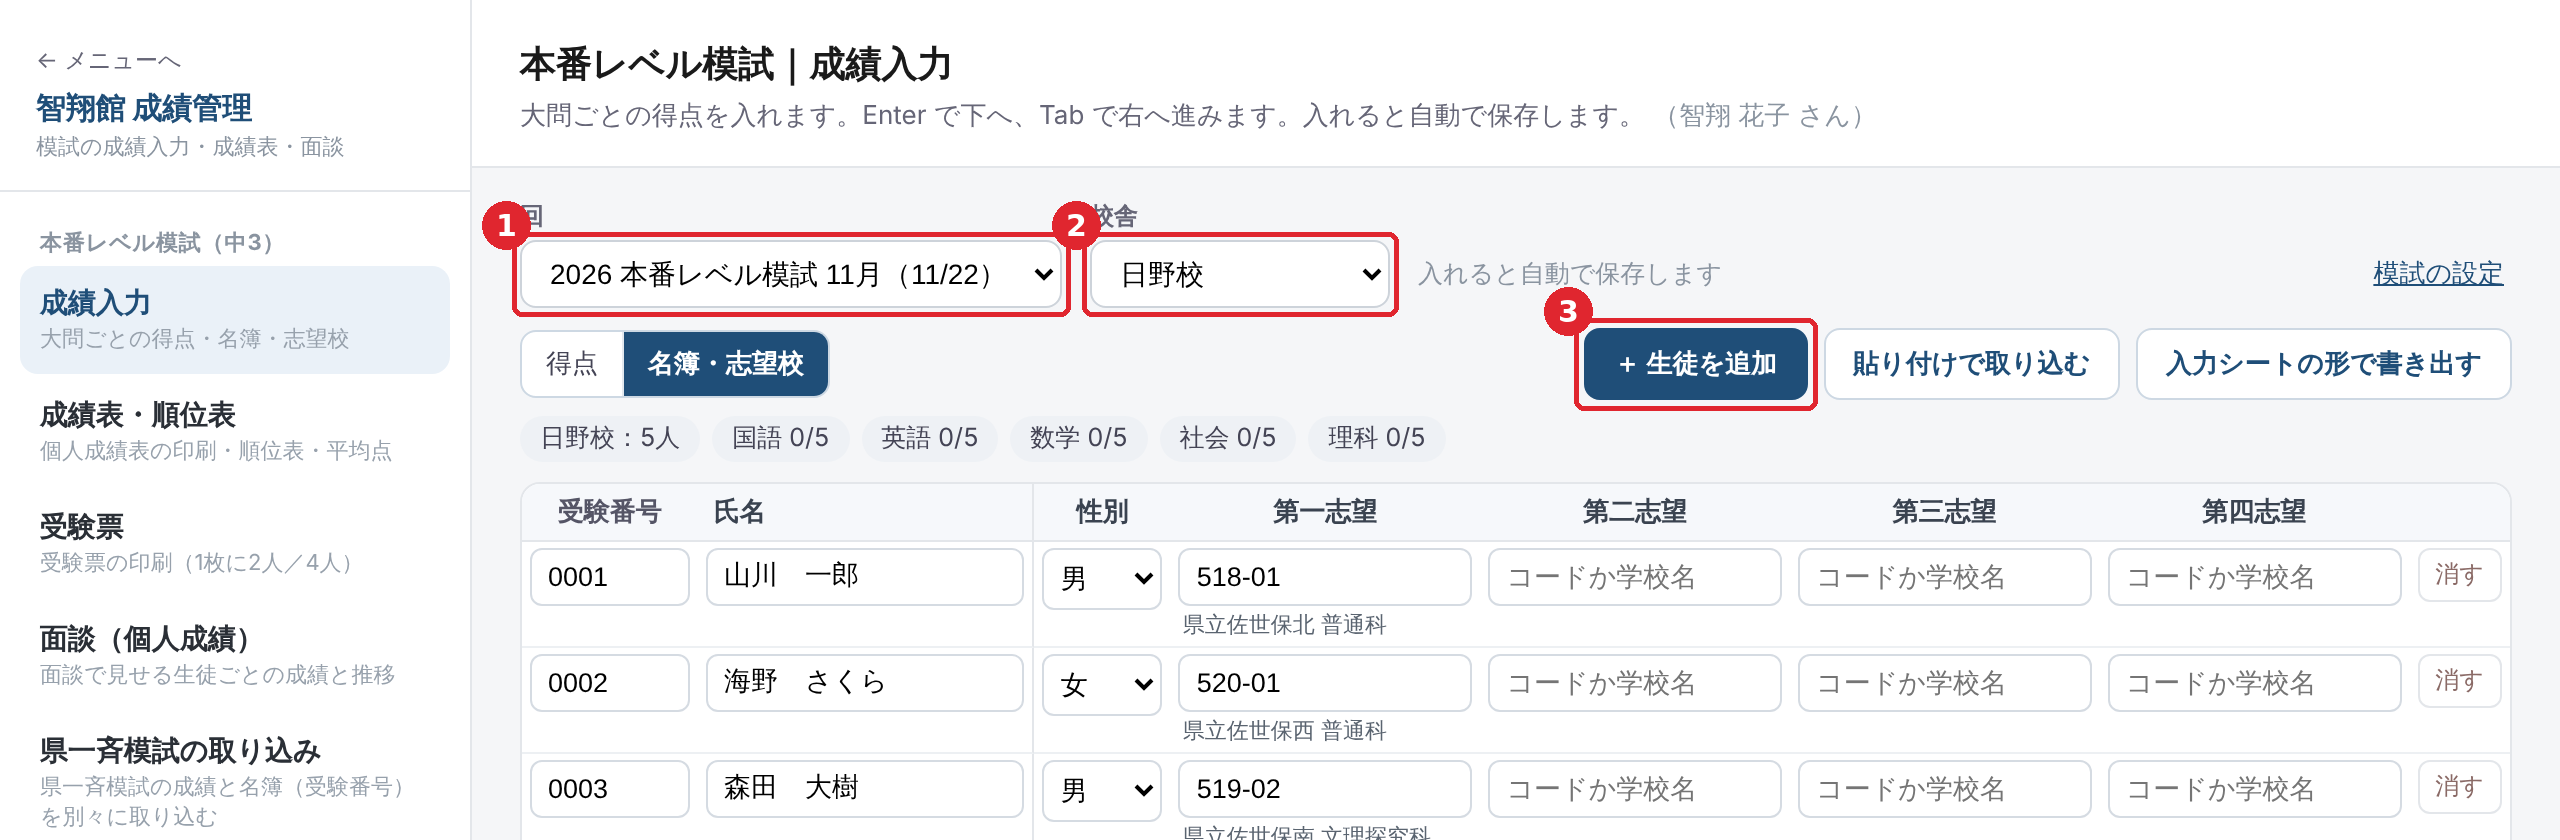 ← メニューへ
智翔館 成績管理
模試の成績入力・成績表・面談
本番レベル模試（中3）
成績入力
大問ごとの得点・名簿・志望校
成績表・順位表
個人成績表の印刷・順位表・平均点
受験票
受験票の印刷（1枚に2人／4人）
面談（個人成績）
面談で見せる生徒ごとの成績と推移
県一斉模試の取り込み
県一斉模試の成績と名簿（受験番号）
を別々に取り込む
本番レベル模試｜成績入力
大問ごとの得点を入れます。Enter で下へ、Tab で右へ進みます。入れると自動で保存します。 （智翔 花子 さん）
1 回 2 校舎
2026 本番レベル模試 11月（11/22） 日野校 入れると自動で保存します 模試の設定
3
得点 名簿・志望校 ＋ 生徒を追加 貼り付けで取り込む 入力シートの形で書き出す
日野校：5人 国語 0/5 英語 0/5 数学 0/5 社会 0/5 理科 0/5
受験番号 氏名 性別 第一志望 第二志望 第三志望 第四志望
0001 山川　一郎 男 518-01 コードか学校名 コードか学校名 コードか学校名 消す
県立佐世保北 普通科
0002 海野　さくら 女 520-01 コードか学校名 コードか学校名 コードか学校名 消す
県立佐世保西 普通科
0003 森田　大樹 男 519-02 コードか学校名 コードか学校名 コードか学校名 消す
県立佐世保南 文理探究科